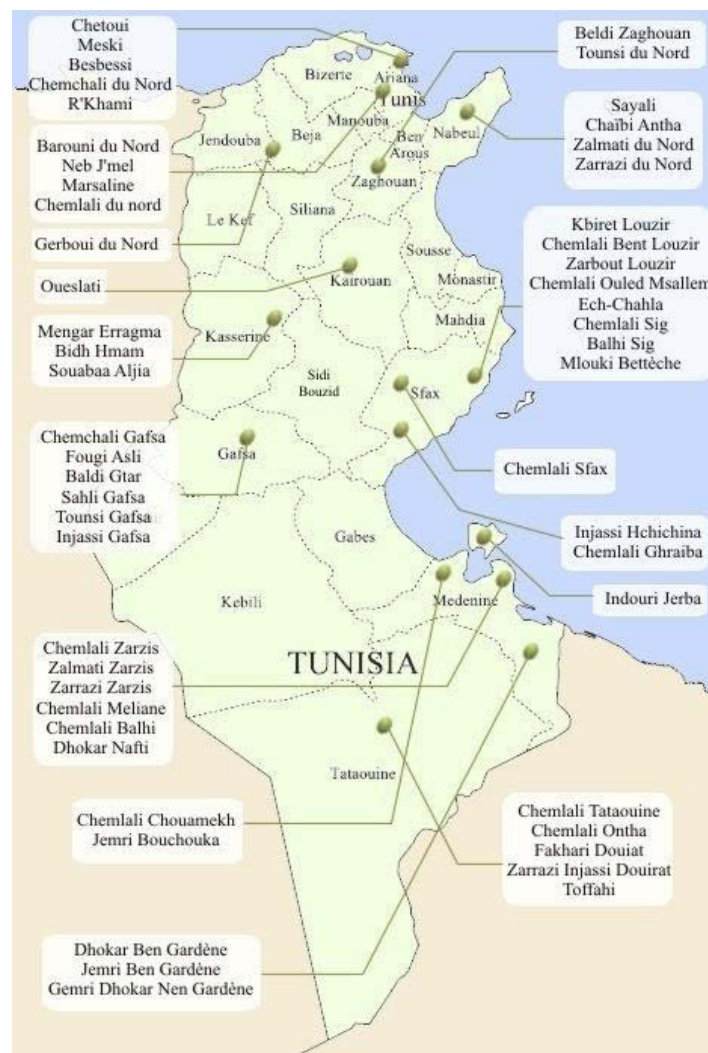 Chetoui
Meski
Besbessi
Chemchali du Nord
R'Khami
Beldi Zaghouan
Tounsi du Nord
Bizerte
Ariana
Tunis
Manouba
Sayali
Chaïbi Antha
Zalmati du Nord
Zarrazi du Nord
Jendouba
Beja
Ben
Arous
Nabeul
Barouni du Nord
Neb J'mel
Marsaline
Chemlali du nord
Zaghouan
Le Kef
Siliana
Gerboui du Nord
Kbiret Louzir
Chemlali Bent Louzir
Zarbout Louzir
Chemlali Ouled Msallem
Ech-Chahla
Chemlali Sig
Balhi Sig
Mlouki Bettèche
Sousse
Oueslati
Kairouan
Monastir
Mengar Erragma
Bidh Hmam
Souabaa Aljia
Kasserine
Mahdia
Sidi
Bouzid
Sfax
Chemchali Gafsa
Fougi Asli
Baldi Gtar
Sahli Gafsa
Tounsi Gafsa
Injassi Gafsa
Gafsa
Chemlali Sfax
Injassi Hchichina
Chemlali Ghraiba
Gabes
Indouri Jerba
Kebili
Medenine
TUNISIA
Chemlali Zarzis
Zalmati Zarzis
Zarrazi Zarzis
Chemlali Meliane
Chemlali Balhi
Dhokar Nafti
Tataouine
Chemlali Chouamekh
Jemri Bouchouka
Chemlali Tataouine
Chemlali Ontha
Fakhari Douiat
Zarrazi Injassi Douirat
Toffahi
Dhokar Ben Gardène
Jemri Ben Gardène
Gemri Dhokar Nen Gardène